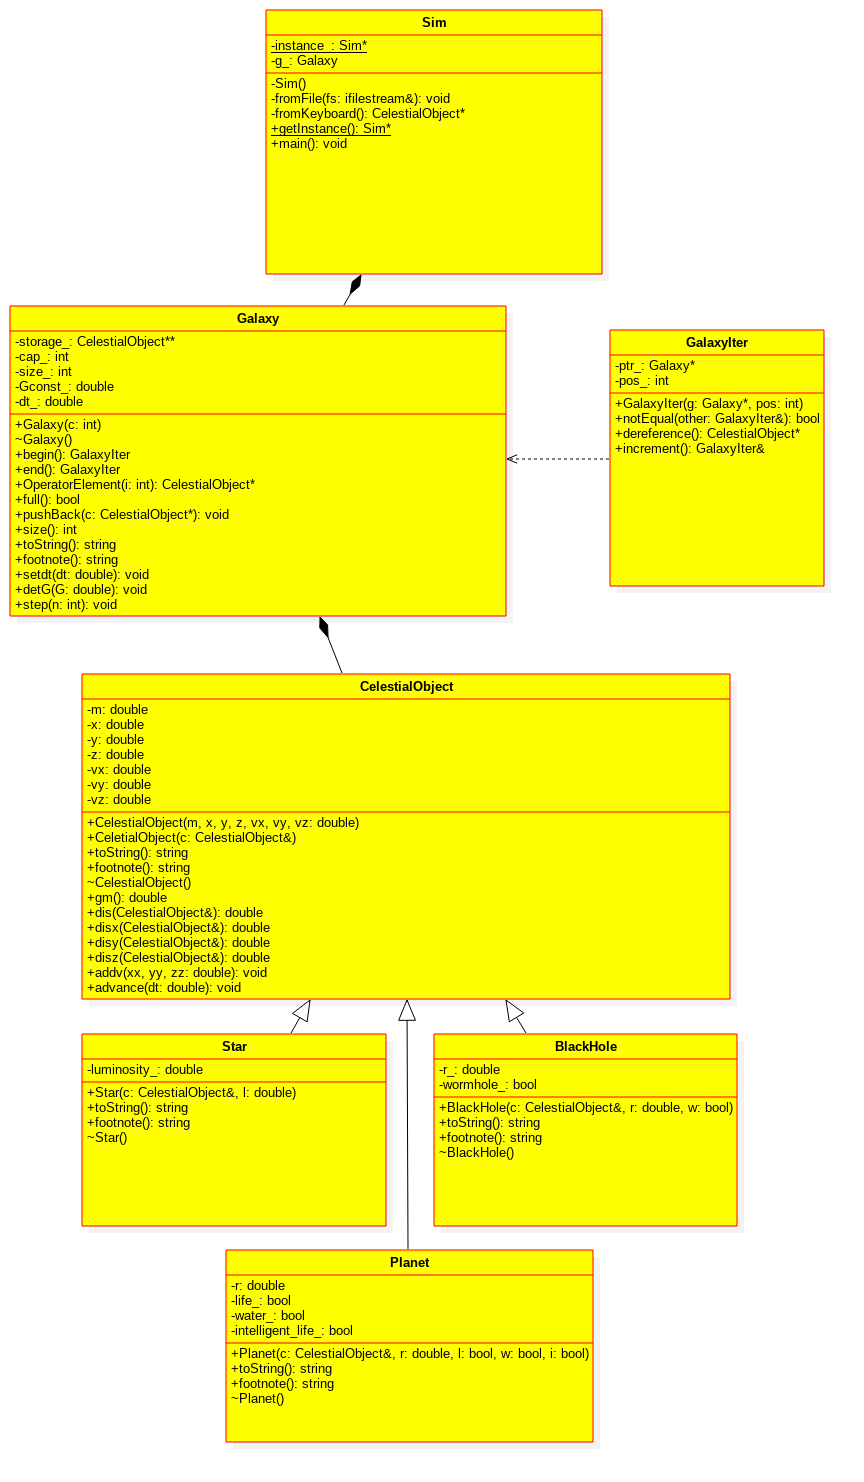 Sim
-instance_: Sim*
-g_: Galaxy
-Sim()
-fromFile(fs: ifilestream&): void
-fromKeyboard(): CelestialObject*
+getInstance(): Sim*
+main(): void
Galaxy
-storage_: CelestialObject**
-cap_: int
-size_: int
-Gconst_: double
-dt_: double
+Galaxy(c: int)
~Galaxy()
+begin(): GalaxyIter
+end(): GalaxyIter
+OperatorElement(i: int): CelestialObject*
+full(): bool
+pushBack(c: CelestialObject*): void
+size(): int
+toString(): string
+footnote(): string
+setdt(dt: double): void
+detG(G: double): void
+step(n: int): void
GalaxyIter
-ptr_: Galaxy*
-pos_: int
+GalaxyIter(g: Galaxy*, pos: int)
+notEqual(other: GalaxyIter&): bool
+dereference(): CelestialObject*
+increment(): GalaxyIter&
CelestialObject
-m: double
-x: double
-y: double
-z: double
-vx: double
-vy: double
-vz: double
+CelestialObject(m, x, y, z, vx, vy, vz: double)
+CeletialObject(c: CelestialObject&)
+toString(): string
+footnote(): string
~CelestialObject()
+gm(): double
+dis(CelestialObject&): double
+disx(CelestialObject&): double
+disy(CelestialObject&): double
+disz(CelestialObject&): double
+addv(xx, yy, zz: double): void
+advance(dt: double): void
Star
-luminosity_: double
+Star(c: CelestialObject&, l: double)
+toString(): string
+footnote(): string
~Star()
BlackHole
-r_: double
-wormhole_: bool
+BlackHole(c: CelestialObject&, r: double, w: bool)
+toString(): string
+footnote(): string
~BlackHole()
Planet
-r: double
-life_: bool
-water_: bool
-intelligent_life_: bool
+Planet(c: CelestialObject&, r: double, l: bool, w: bool, i: bool)
+toString(): string
+footnote(): string
~Planet()